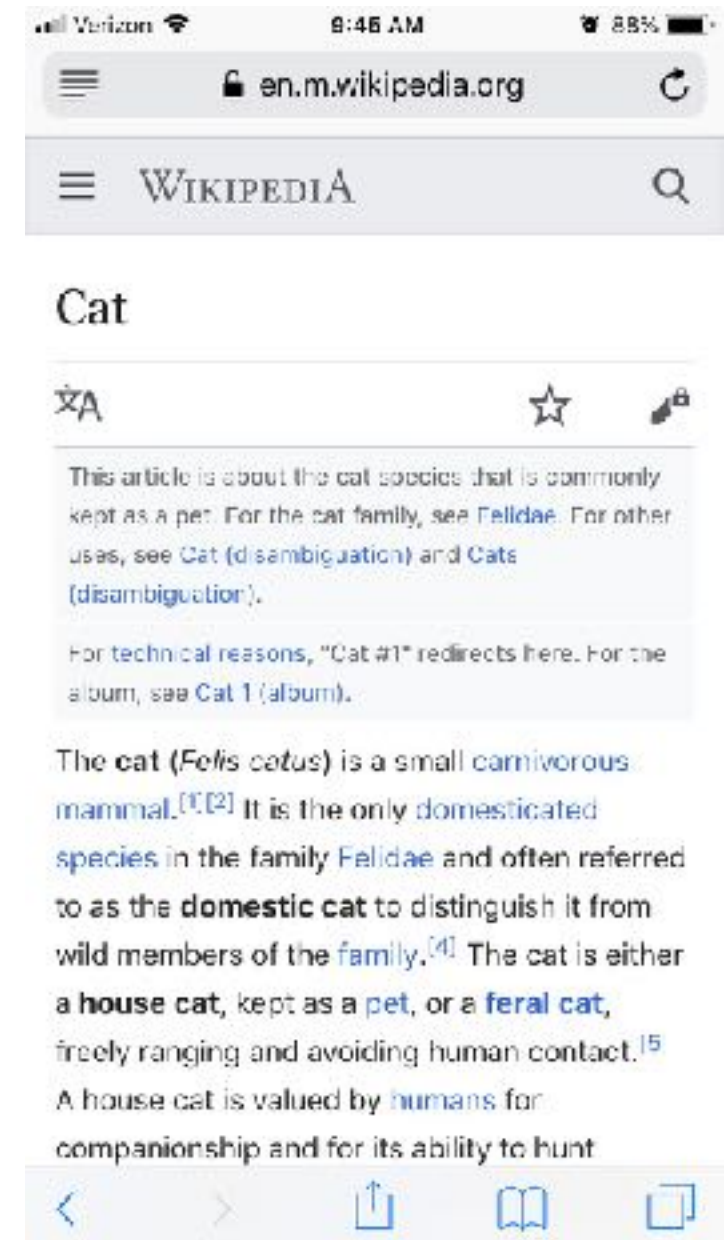 Verizon 9:46 AM 88%
en.m.wikipedia.org
WIKIPEDIA
Cat
This article is about the cat species that is commonly
kept as a pet. For the cat family, see Felidae. For other
uses, see Cat (disambiguation) and Cats
(disambiguation).
For technical reasons, "Cat #1" redirects here. For the
album, see Cat 1 (album).
The cat (Felis catus) is a small carnivorous
mammal.[1][2] It is the only domesticated
species in the family Felidae and often referred
to as the domestic cat to distinguish it from
wild members of the family.[4] The cat is either
a house cat, kept as a pet, or a feral cat,
freely ranging and avoiding human contact.[5
A house cat is valued by humans for
companionship and for its ability to hunt